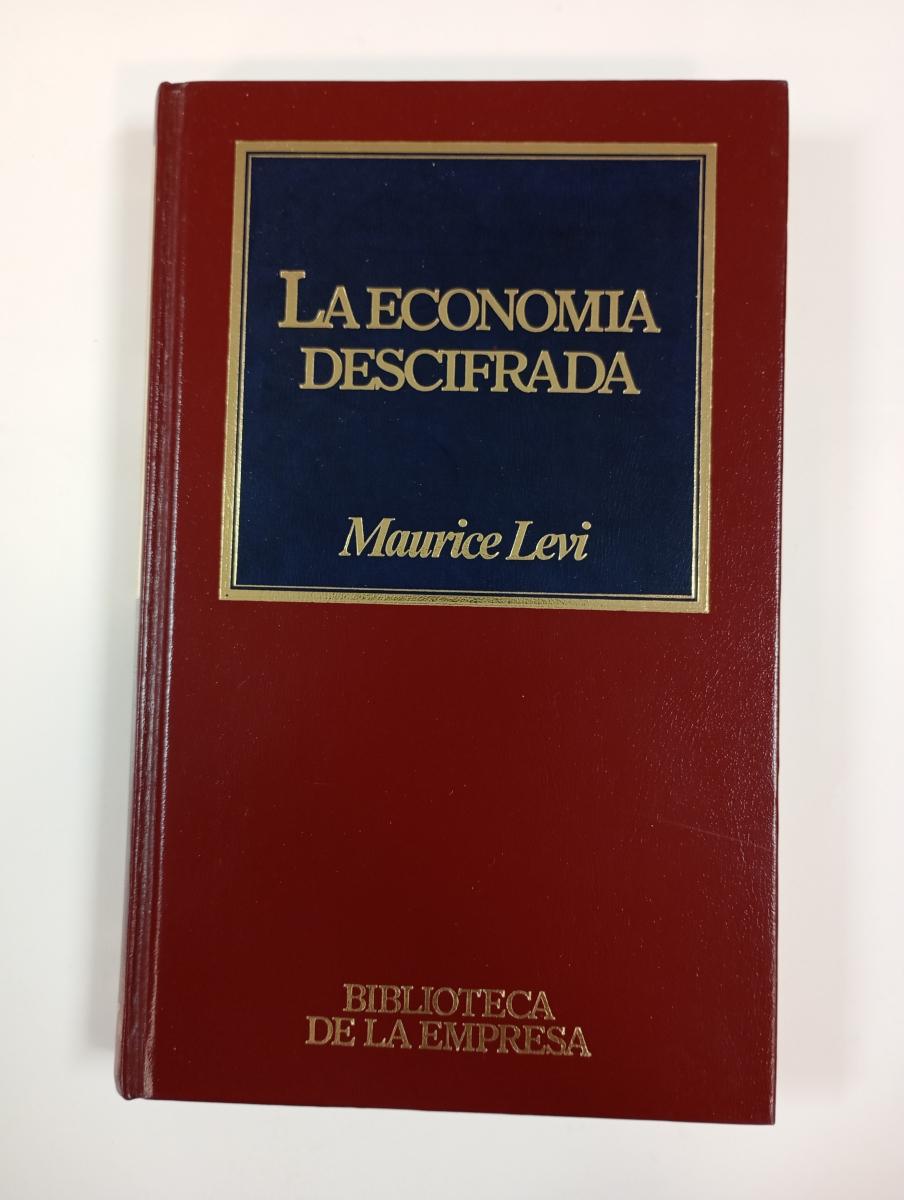 LA ECONOMIA
DESCIFRADA
Maurice Levi
BIBLIOTECA
DE LA EMPRESA